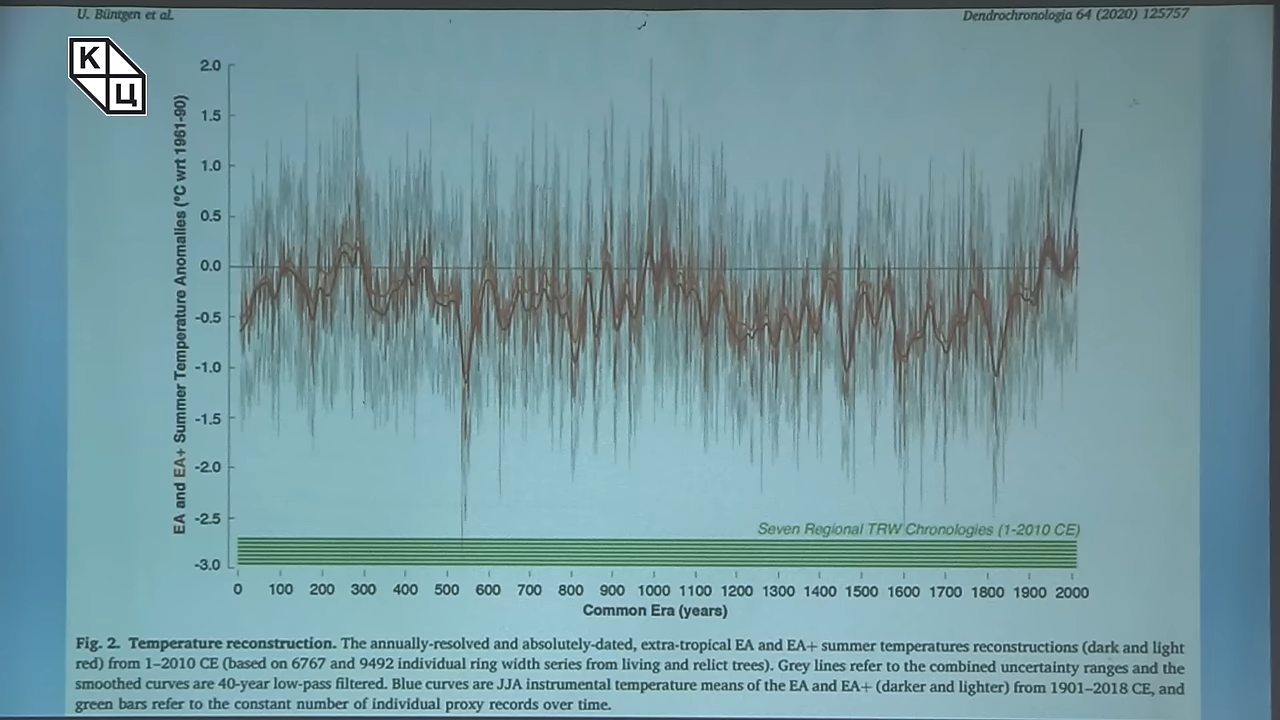 U. Büntgen et al.
Dendrochronologia 64 (2020) 125757
К
Ц
EA and EA+ Summer Temperature Anomalies (°C wrt 1961-90)
2.0
1.5
1.0
0.5
0.0
-0.5
-1.0
-1.5
-2.0
-2.5
-3.0
Seven Regional TRW Chronologies (1-2010 CE)
0 100 200 300 400 500 600 700 800 900 1000 1100 1200 1300 1400 1500 1600 1700 1800 1900 2000
Common Era (years)
Fig. 2. Temperature reconstruction. The annually-resolved and absolutely-dated, extra-tropical EA and EA+ summer temperatures reconstructions (dark and light
red) from 1–2010 CE (based on 6767 and 9492 individual ring width series from living and relict trees). Grey lines refer to the combined uncertainty ranges and the
smoothed curves are 40-year low-pass filtered. Blue curves are JJA instrumental temperature means of the EA and EA+ (darker and lighter) from 1901–2018 CE, and
green bars refer to the constant number of individual proxy records over time.